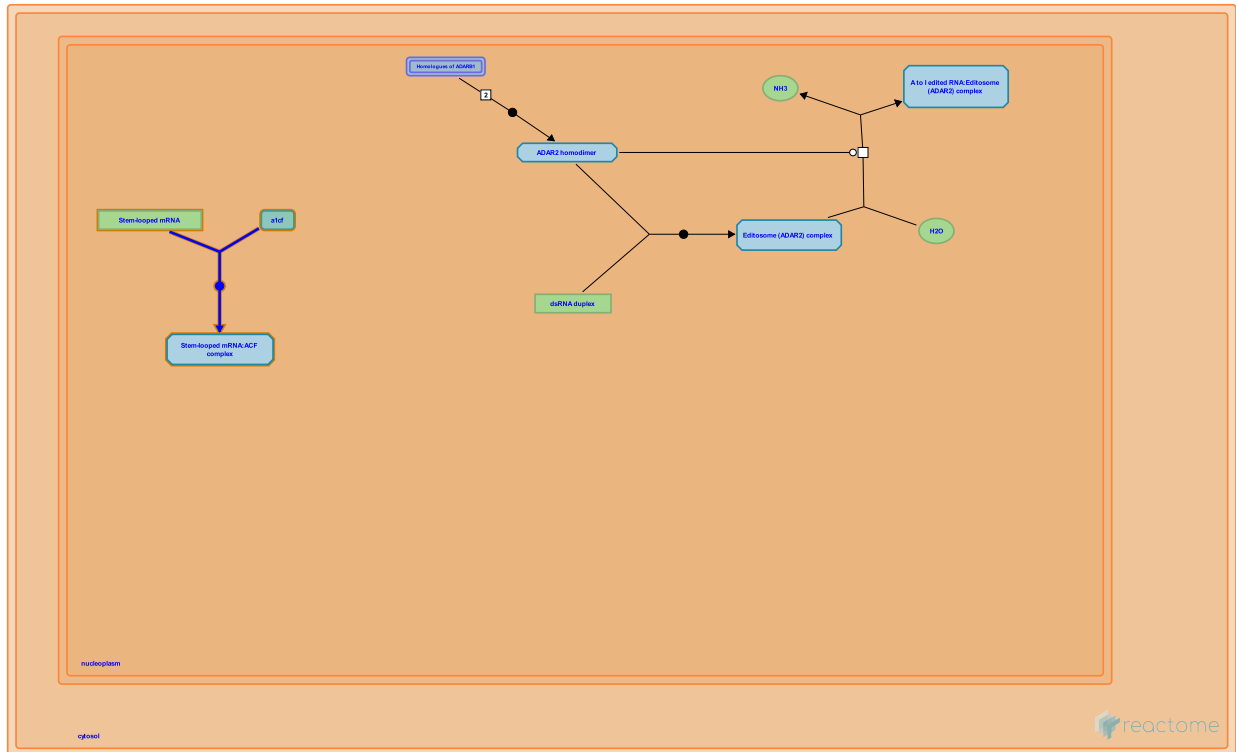 Homologues of ADARB1
2
NH3
A to I edited RNA:Editosome
(ADAR2) complex
ADAR2 homodimer
Stem-looped mRNA
a1cf
Editosome (ADAR2) complex
H2O
dsRNA duplex
Stem-looped mRNA:ACF
complex
nucleoplasm
cytosol
reactome